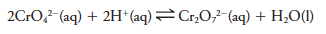 2CrO₄²⁻(aq) + 2H⁺(aq) ⇌ Cr₂O₇²⁻(aq) + H₂O(l)